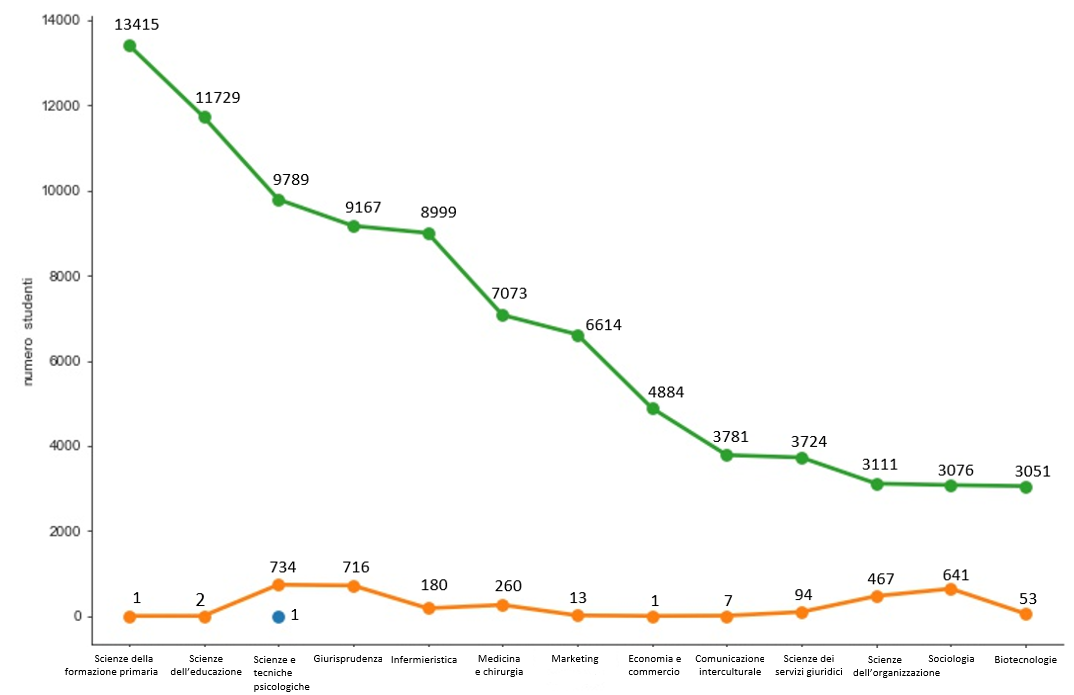 14000
12000
10000
8000
6000
4000
2000
0
numero studenti
13415
11729
9789
9167
8999
7073
6614
4884
3781
3724
3111
3076
3051
1
2
734
716
180
260
13
1
7
94
467
641
53
1
Scienze della
formazione primaria
Scienze
dell'educazione
Scienze e
tecniche
psicologiche
Giurisprudenza
Infermieristica
Medicina
e chirurgia
Marketing
Economia e
commercio
Comunicazione
interculturale
Scienze dei
servizi giuridici
Scienze
dell'organizzazione
Sociologia
Biotecnologie